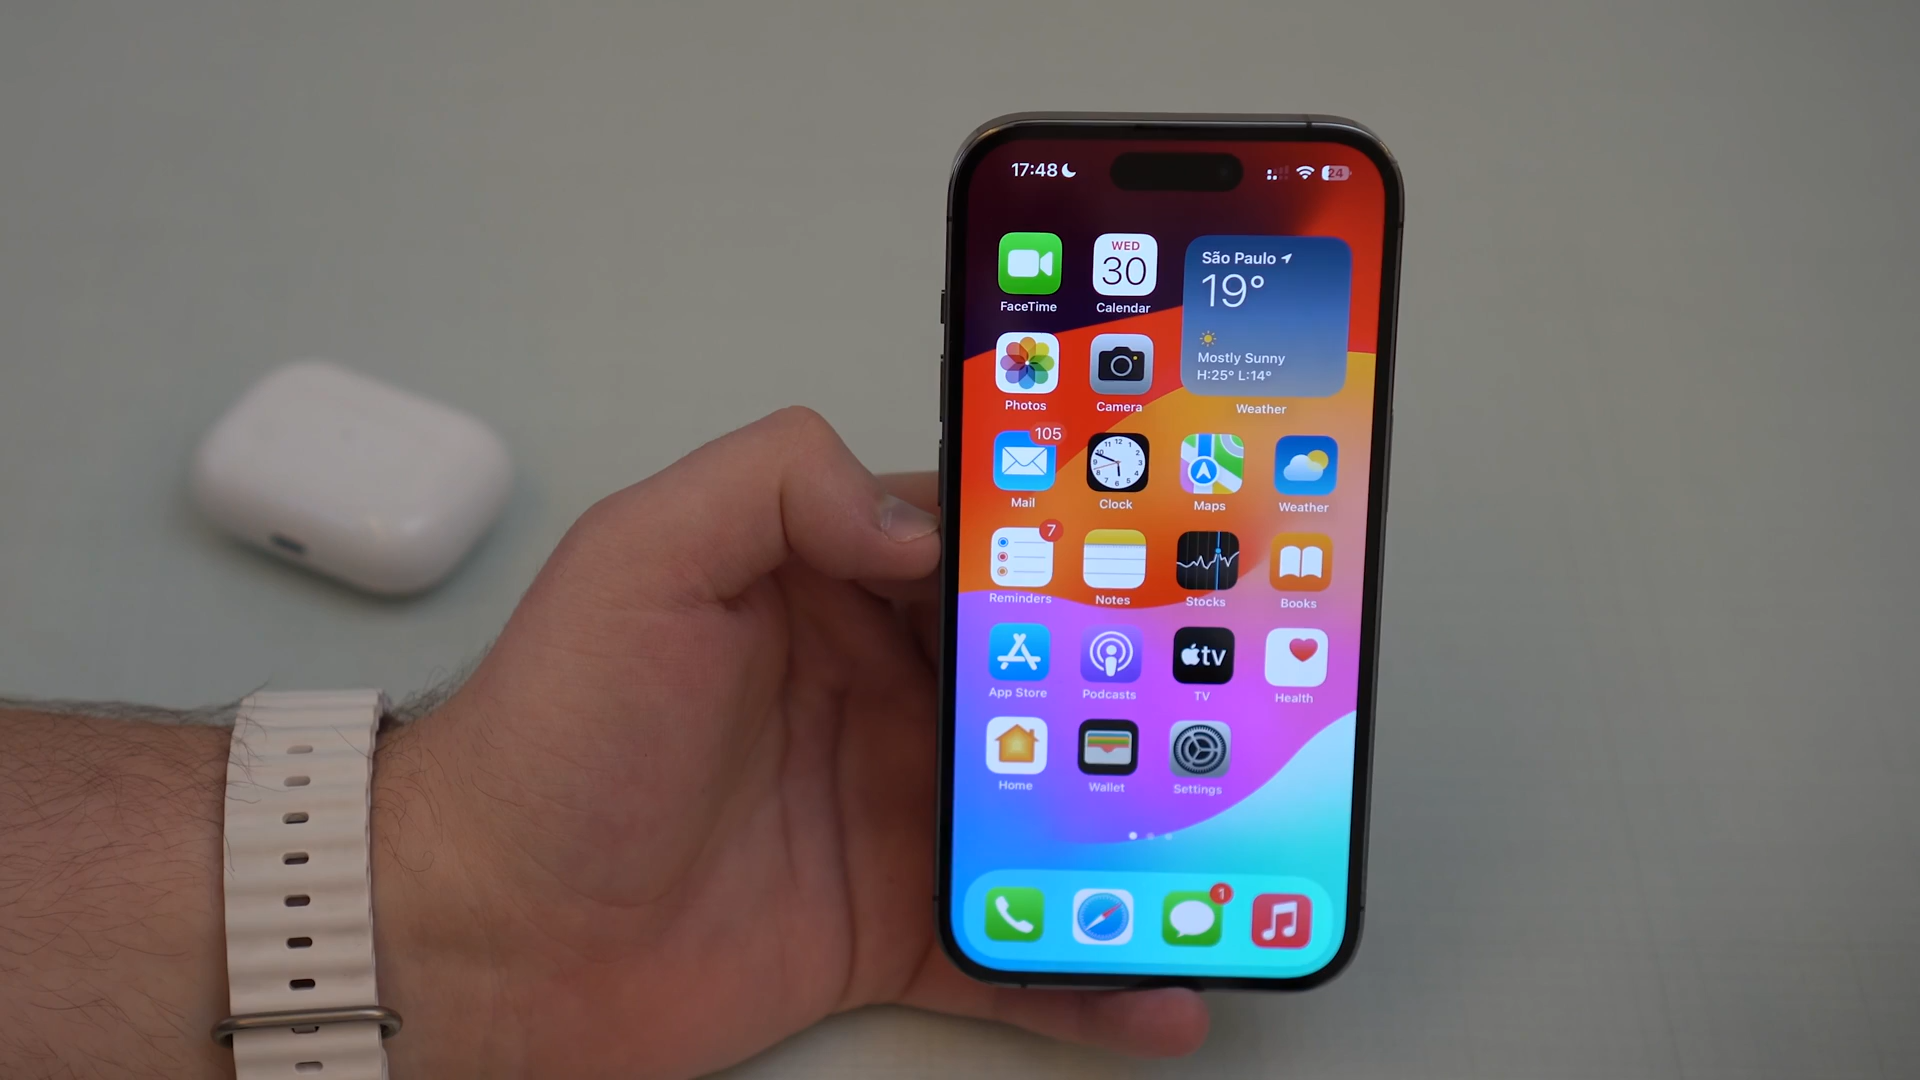 17:48
24
WED
30
FaceTime
Calendar
São Paulo
19°
Mostly Sunny
H:25° L:14°
Weather
Photos
Camera
105
Mail
Clock
Maps
Weather
7
Reminders
Notes
Stocks
Books
App Store
Podcasts
tv
TV
Health
Home
Wallet
Settings
1